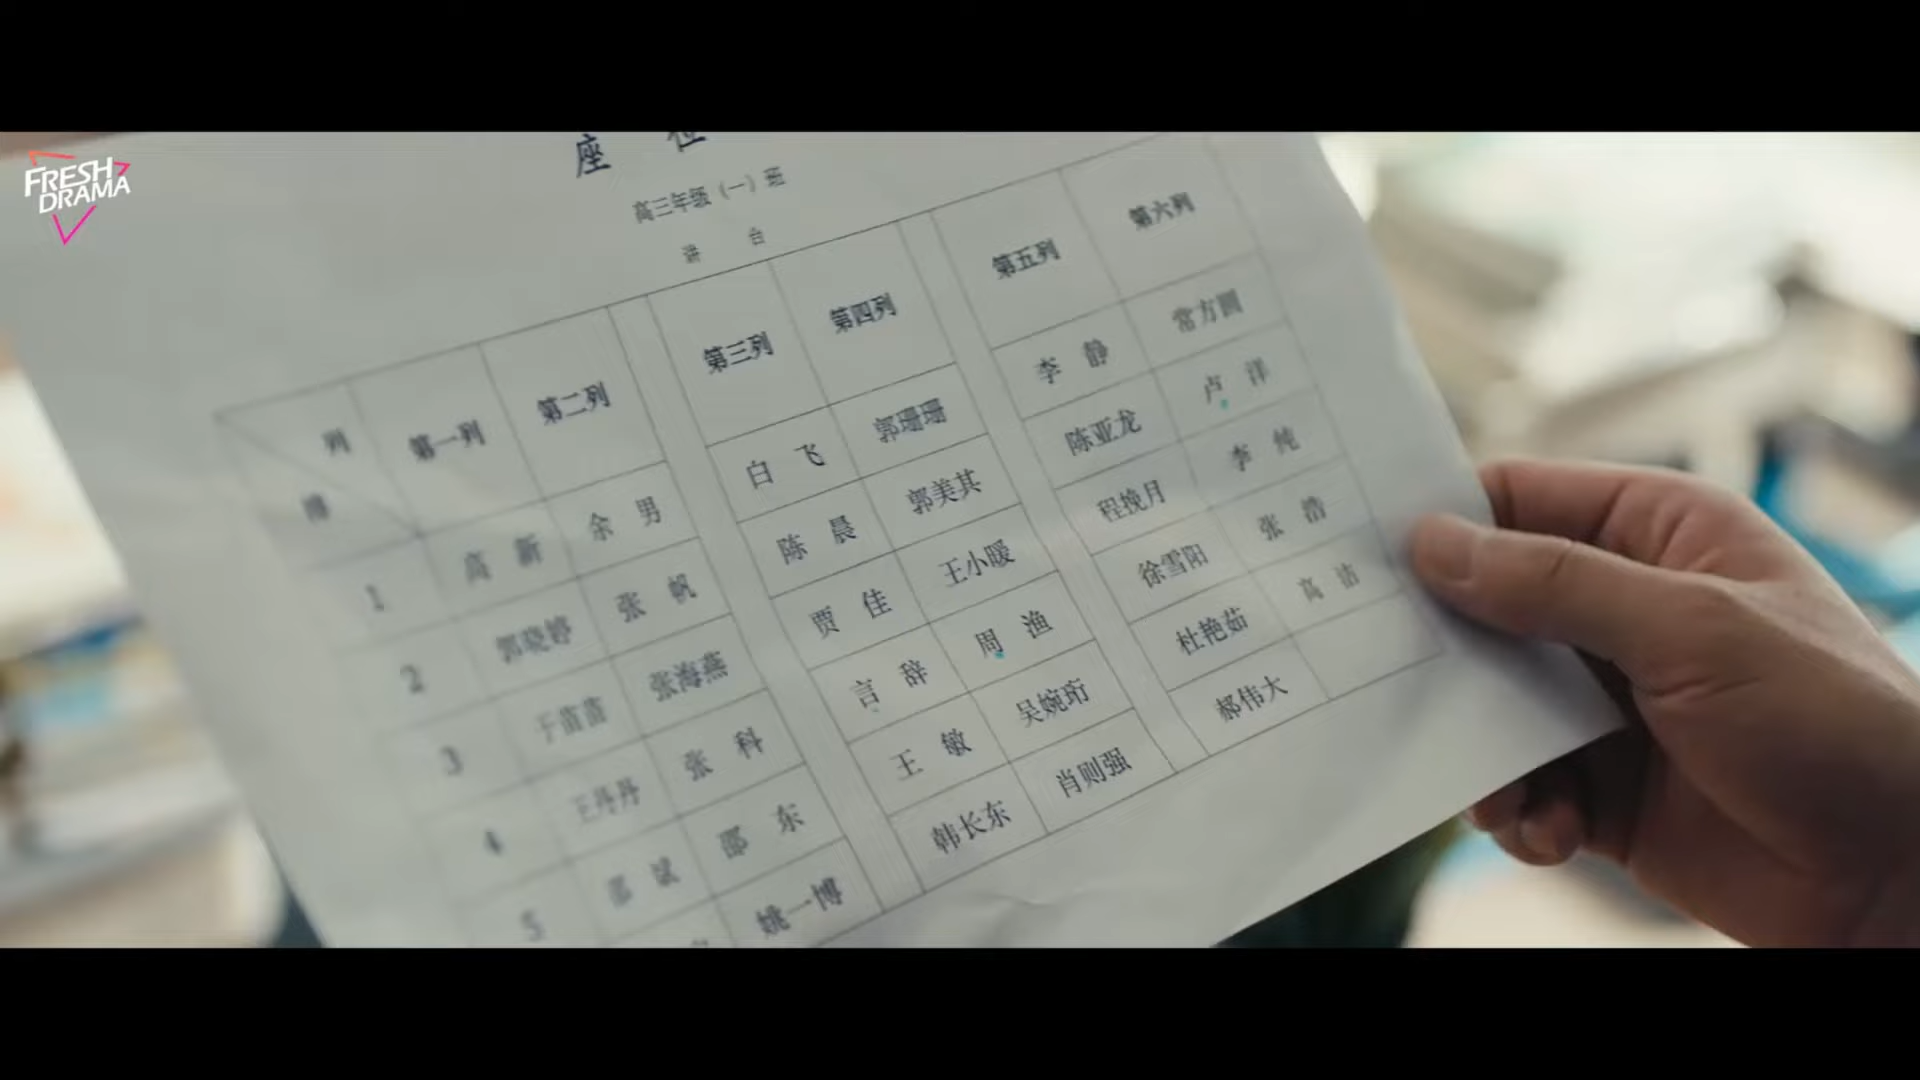 FRESH
DRAMA
座 位
高三年级（一）班
讲 台
列 第一列 第二列 第三列 第四列 第五列 第六列
排
1 高新 余男 白飞 郭珊珊 李静 常方圆
2 郭晓婷 张帆 陈晨 郭美其 陈亚龙 卢洋
3 于苗苗 张海燕 贾佳 王小暖 程挽月 李纯
4 王丹丹 张科 言辞 周渔 徐雪阳 张浩
5 邵斌 邵东 王敏 吴婉珩 杜艳茹 高洁
姚一博 韩长东 肖则强 郝伟大